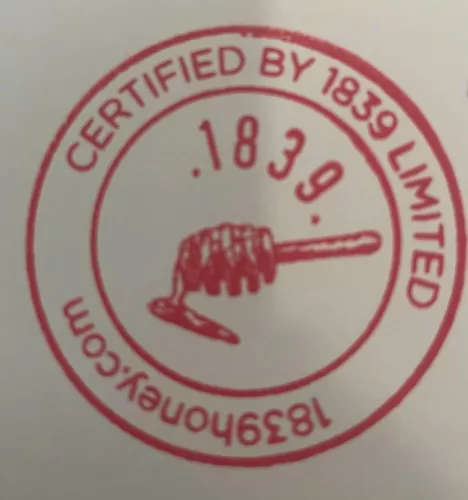 CERTIFIED BY 1839 LIMITED
.1839.
1839honey.com